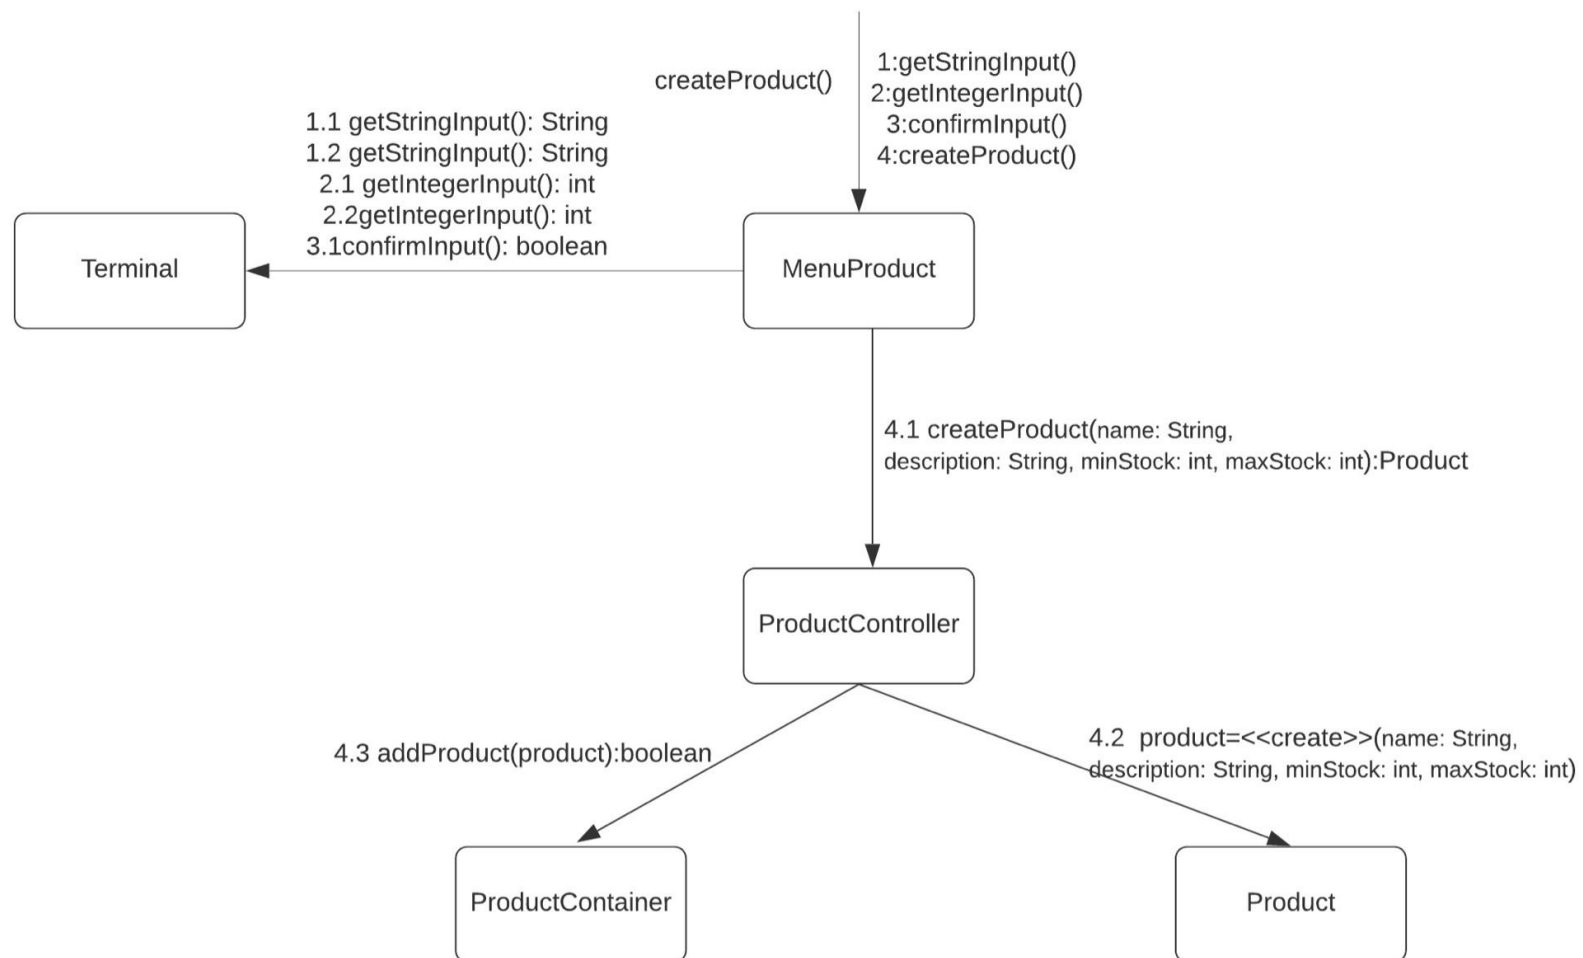 createProduct()
1:getStringInput()
2:getIntegerInput()
3:confirmInput()
4:createProduct()
1.1 getStringInput(): String
1.2 getStringInput(): String
2.1 getIntegerInput(): int
2.2getIntegerInput(): int
3.1confirmInput(): boolean
Terminal
MenuProduct
4.1 createProduct(name: String,
description: String, minStock: int, maxStock: int):Product
ProductController
4.3 addProduct(product):boolean
4.2 product=<<create>>(name: String,
description: String, minStock: int, maxStock: int)
ProductContainer
Product